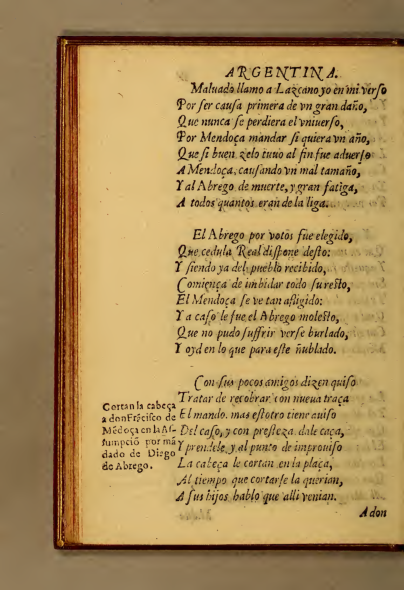 ARGENTINA.
Maluado llamo a Lazcano yo en mi verso
Por ser causa primera de vn gran daño,
Que nunca se perdiera el vniuerso,
Por Mendoça mandar si quiera vn año,
Que si buen zelo tuuo al fin fue aduerso
A Mendoça, causando vn mal tamaño,
Y al Abrego de muerte, y gran fatiga,
A todos quantos eran de la liga.
El Abrego por votos fue elegido,
Que cedula Real dispone desto:
Y siendo ya del pueblo recibido,
Comiença de imbidar todo su resto,
El Mendoça se ve tan afligido:
Y a caso le fue el Abrego molesto,
Que no pudo suffrir verse burlado,
Y oyd en lo que para este ñublado.
Con sus pocos amigos dizen quiso
Tratar de recobrar con nueua traça
El mando. mas estotro tiene auiso
Del caso, y con presteza dale caça,
Y prendele, y al punto de improuiso
La cabeça le cortan en la plaça,
Al tiempo que cortarse la querian,
A sus hijos hablo que alli venian.
Cortan la cabeça
a don Frãcisco de
Mẽdoça en la As-
sumpciõ por mã
dado de Diego
de Abrego.
A don